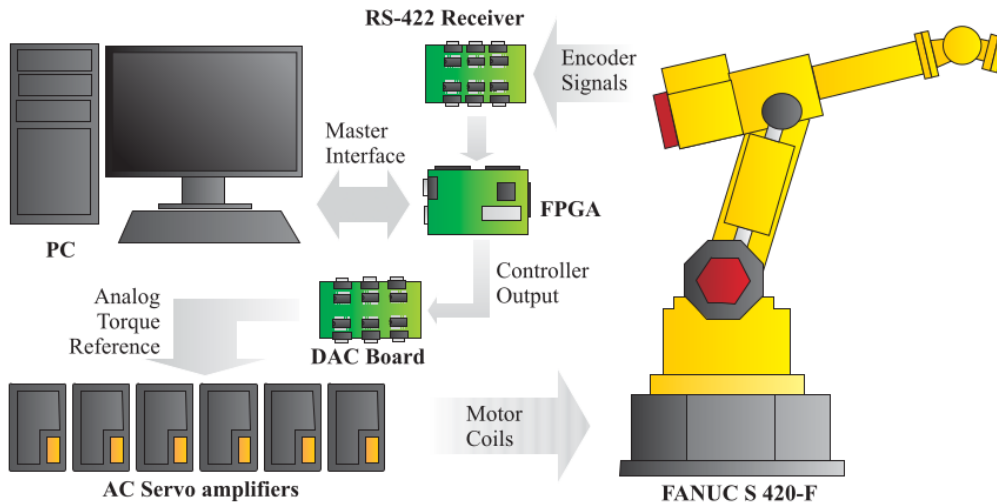 RS-422 Receiver
Encoder
Signals
Master
Interface
FPGA
PC
Controller
Output
Analog
Torque
Reference
DAC Board
Motor
Coils
AC Servo amplifiers
FANUC S 420-F